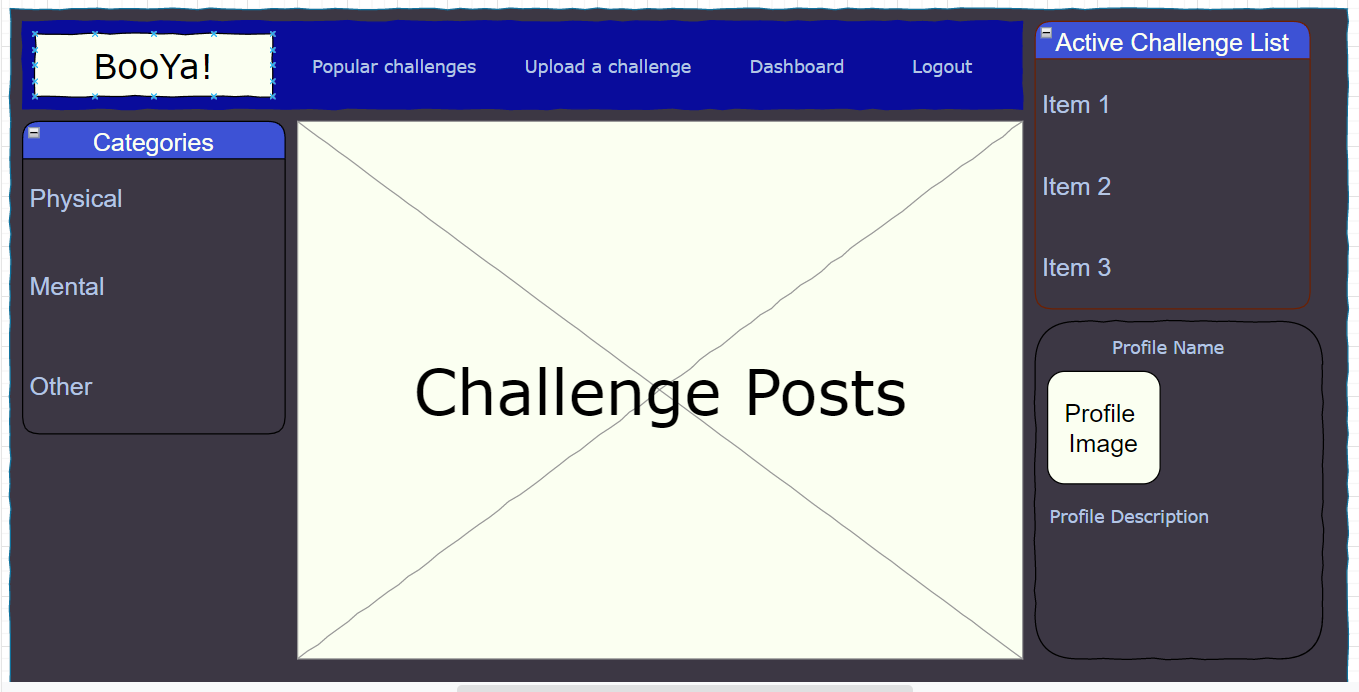 BooYa!
Popular challenges
Upload a challenge
Dashboard
Logout
Categories
Physical
Mental
Other
Challenge Posts
Active Challenge List
Item 1
Item 2
Item 3
Profile Name
Profile
Image
Profile Description